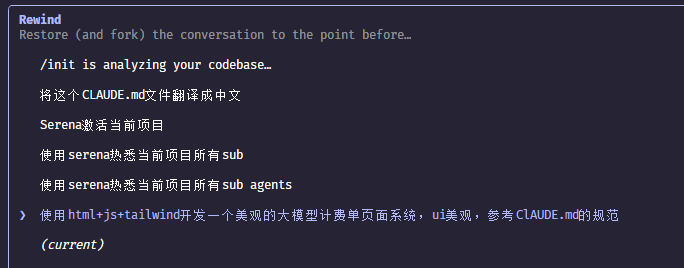 Rewind
Restore (and fork) the conversation to the point before…
/init is analyzing your codebase…
将这个CLAUDE.md文件翻译成中文
Serena激活当前项目
使用serena热悉当前项目所有sub
使用serena热悉当前项目所有sub agents
❯ 使用html+js+tailwind开发一个美观的大模型计费单页面系统，ui美观，参考ClAUDE.md的规范
(current)